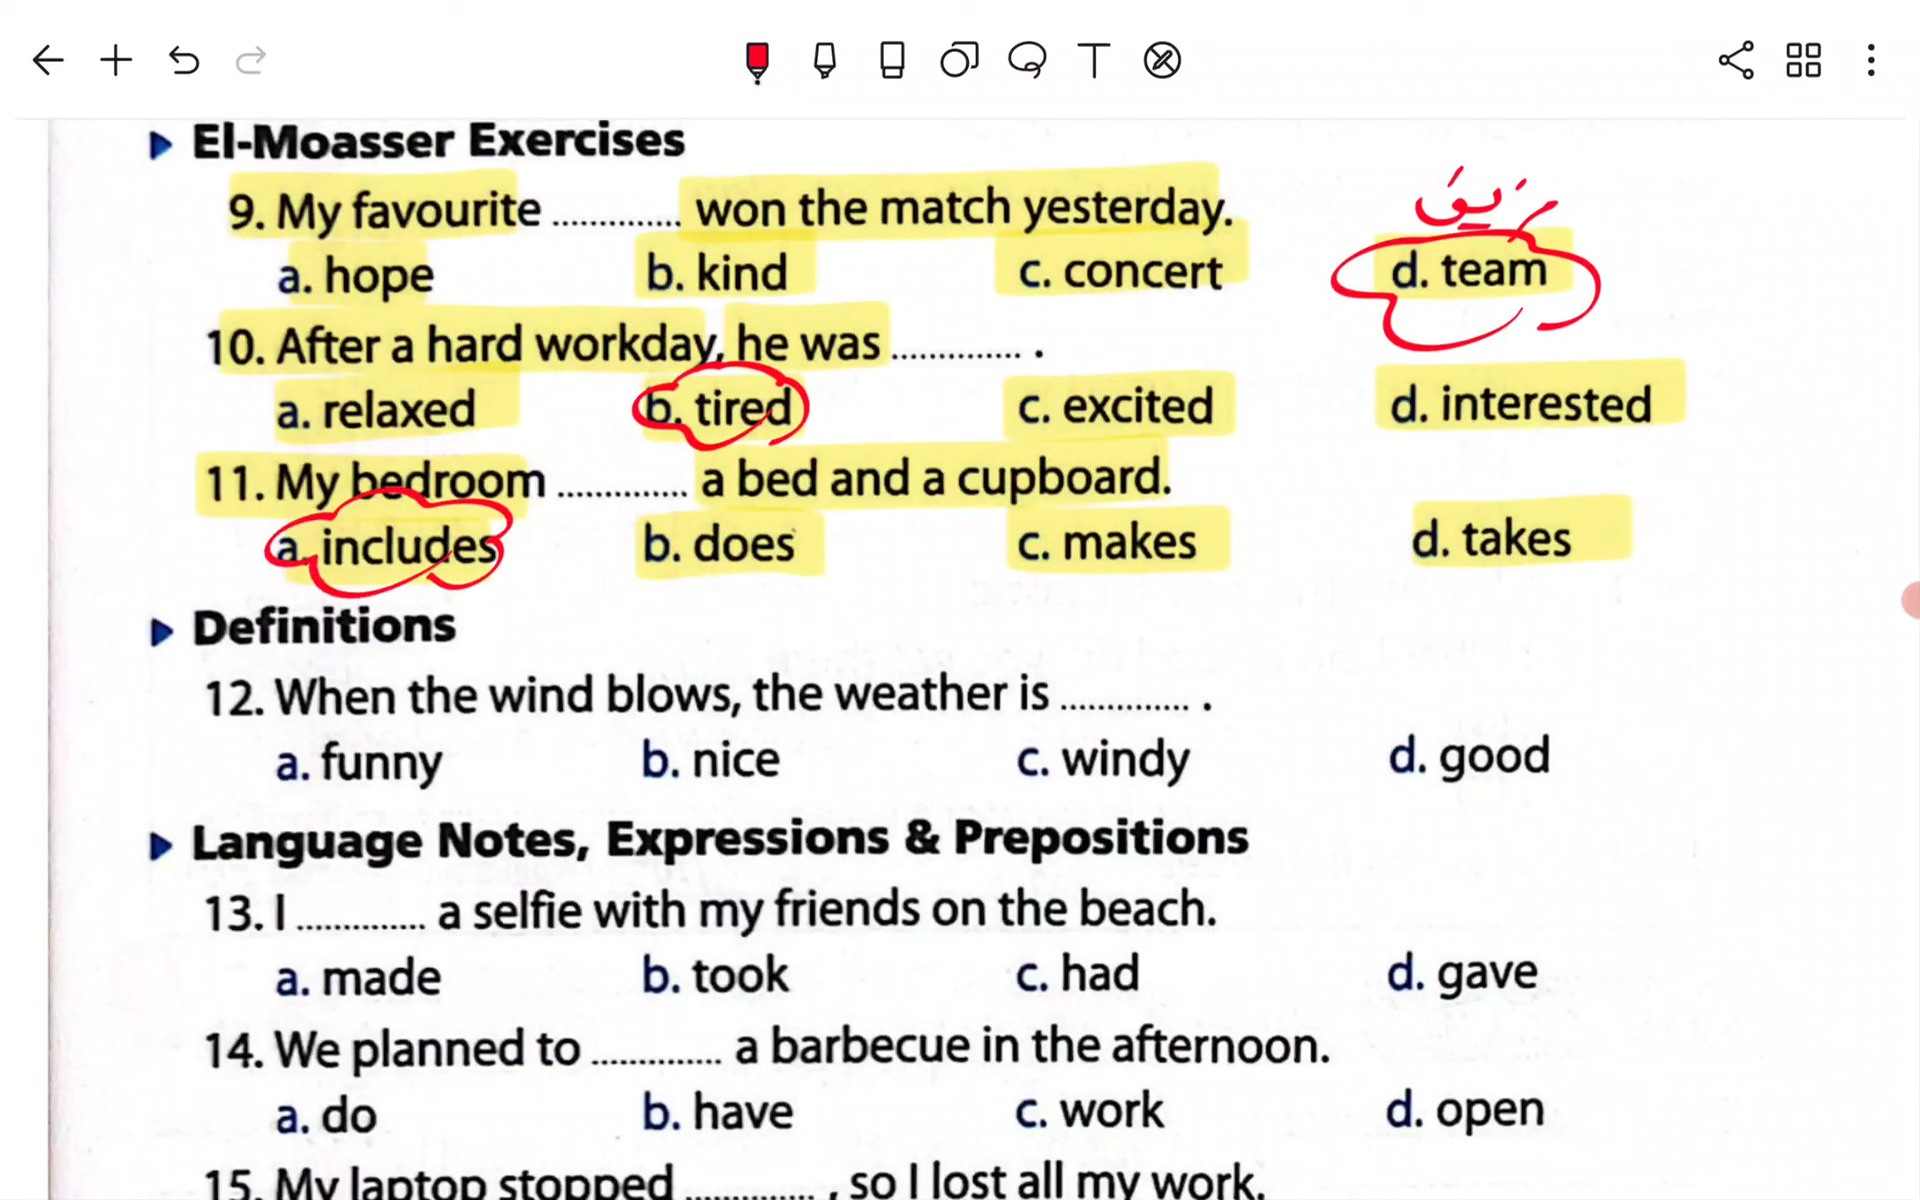 El-Moasser Exercises
فريق
9. My favourite .............. won the match yesterday.
a. hope b. kind c. concert d. team
10. After a hard workday, he was .............. .
a. relaxed b. tired c. excited d. interested
11. My bedroom .............. a bed and a cupboard.
a. includes b. does c. makes d. takes
Definitions
12. When the wind blows, the weather is .............. .
a. funny b. nice c. windy d. good
Language Notes, Expressions & Prepositions
13. I .............. a selfie with my friends on the beach.
a. made b. took c. had d. gave
14. We planned to .............. a barbecue in the afternoon.
a. do b. have c. work d. open
15. My laptop stopped .............. , so I lost all my work.